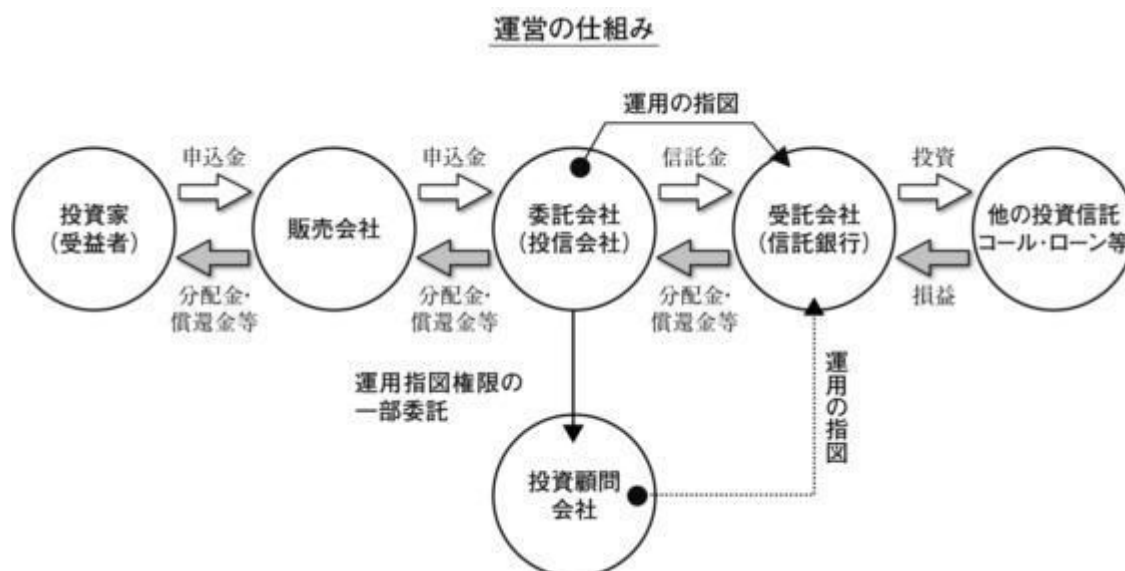 運営の仕組み
運用の指図
申込金
申込金
信託金
投資
投資家
(受益者)
販売会社
委託会社
(投信会社)
受託会社
(信託銀行)
他の投資信託
コール・ローン等
分配金・
償還金等
分配金・
償還金等
分配金・
償還金等
損益
運用指図権限の
一部委託
運用の指図
投資顧問
会社